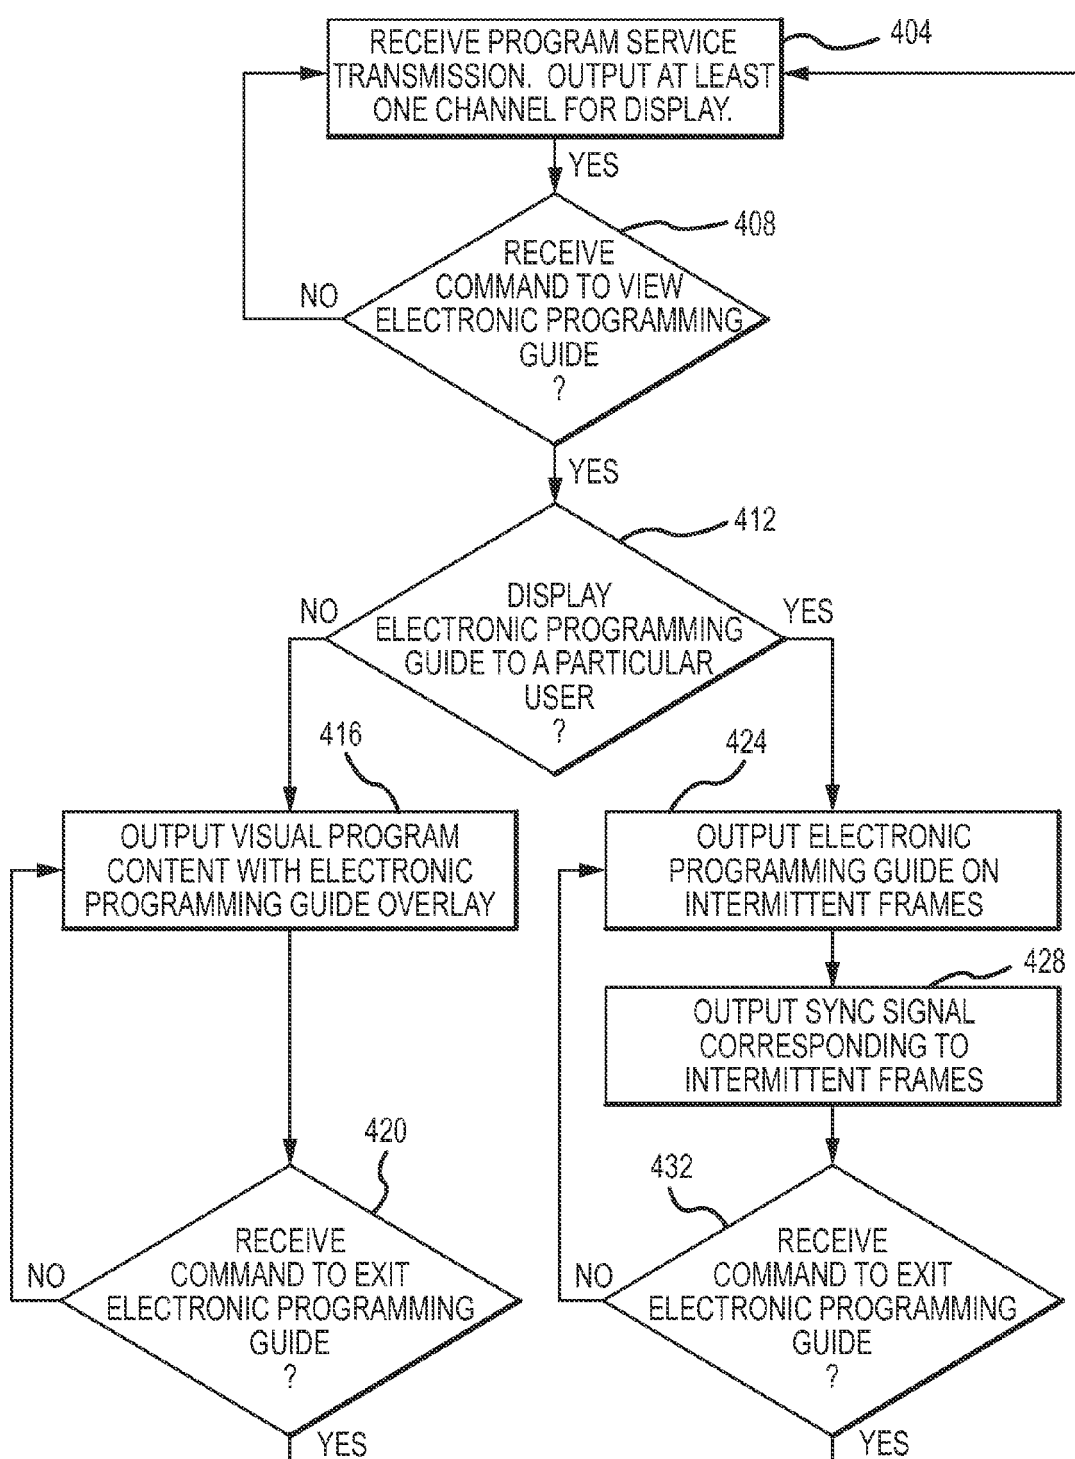 404
RECEIVE PROGRAM SERVICE
TRANSMISSION. OUTPUT AT LEAST
ONE CHANNEL FOR DISPLAY.
YES
408
RECEIVE
COMMAND TO VIEW
ELECTRONIC PROGRAMMING
GUIDE
?
NO
YES
412
DISPLAY
ELECTRONIC PROGRAMMING
GUIDE TO A PARTICULAR
USER
?
NO
YES
416
OUTPUT VISUAL PROGRAM
CONTENT WITH ELECTRONIC
PROGRAMMING GUIDE OVERLAY
424
OUTPUT ELECTRONIC
PROGRAMMING GUIDE ON
INTERMITTENT FRAMES
428
OUTPUT SYNC SIGNAL
CORRESPONDING TO
INTERMITTENT FRAMES
420
RECEIVE
COMMAND TO EXIT
ELECTRONIC PROGRAMMING
GUIDE
?
NO
YES
432
RECEIVE
COMMAND TO EXIT
ELECTRONIC PROGRAMMING
GUIDE
?
NO
YES